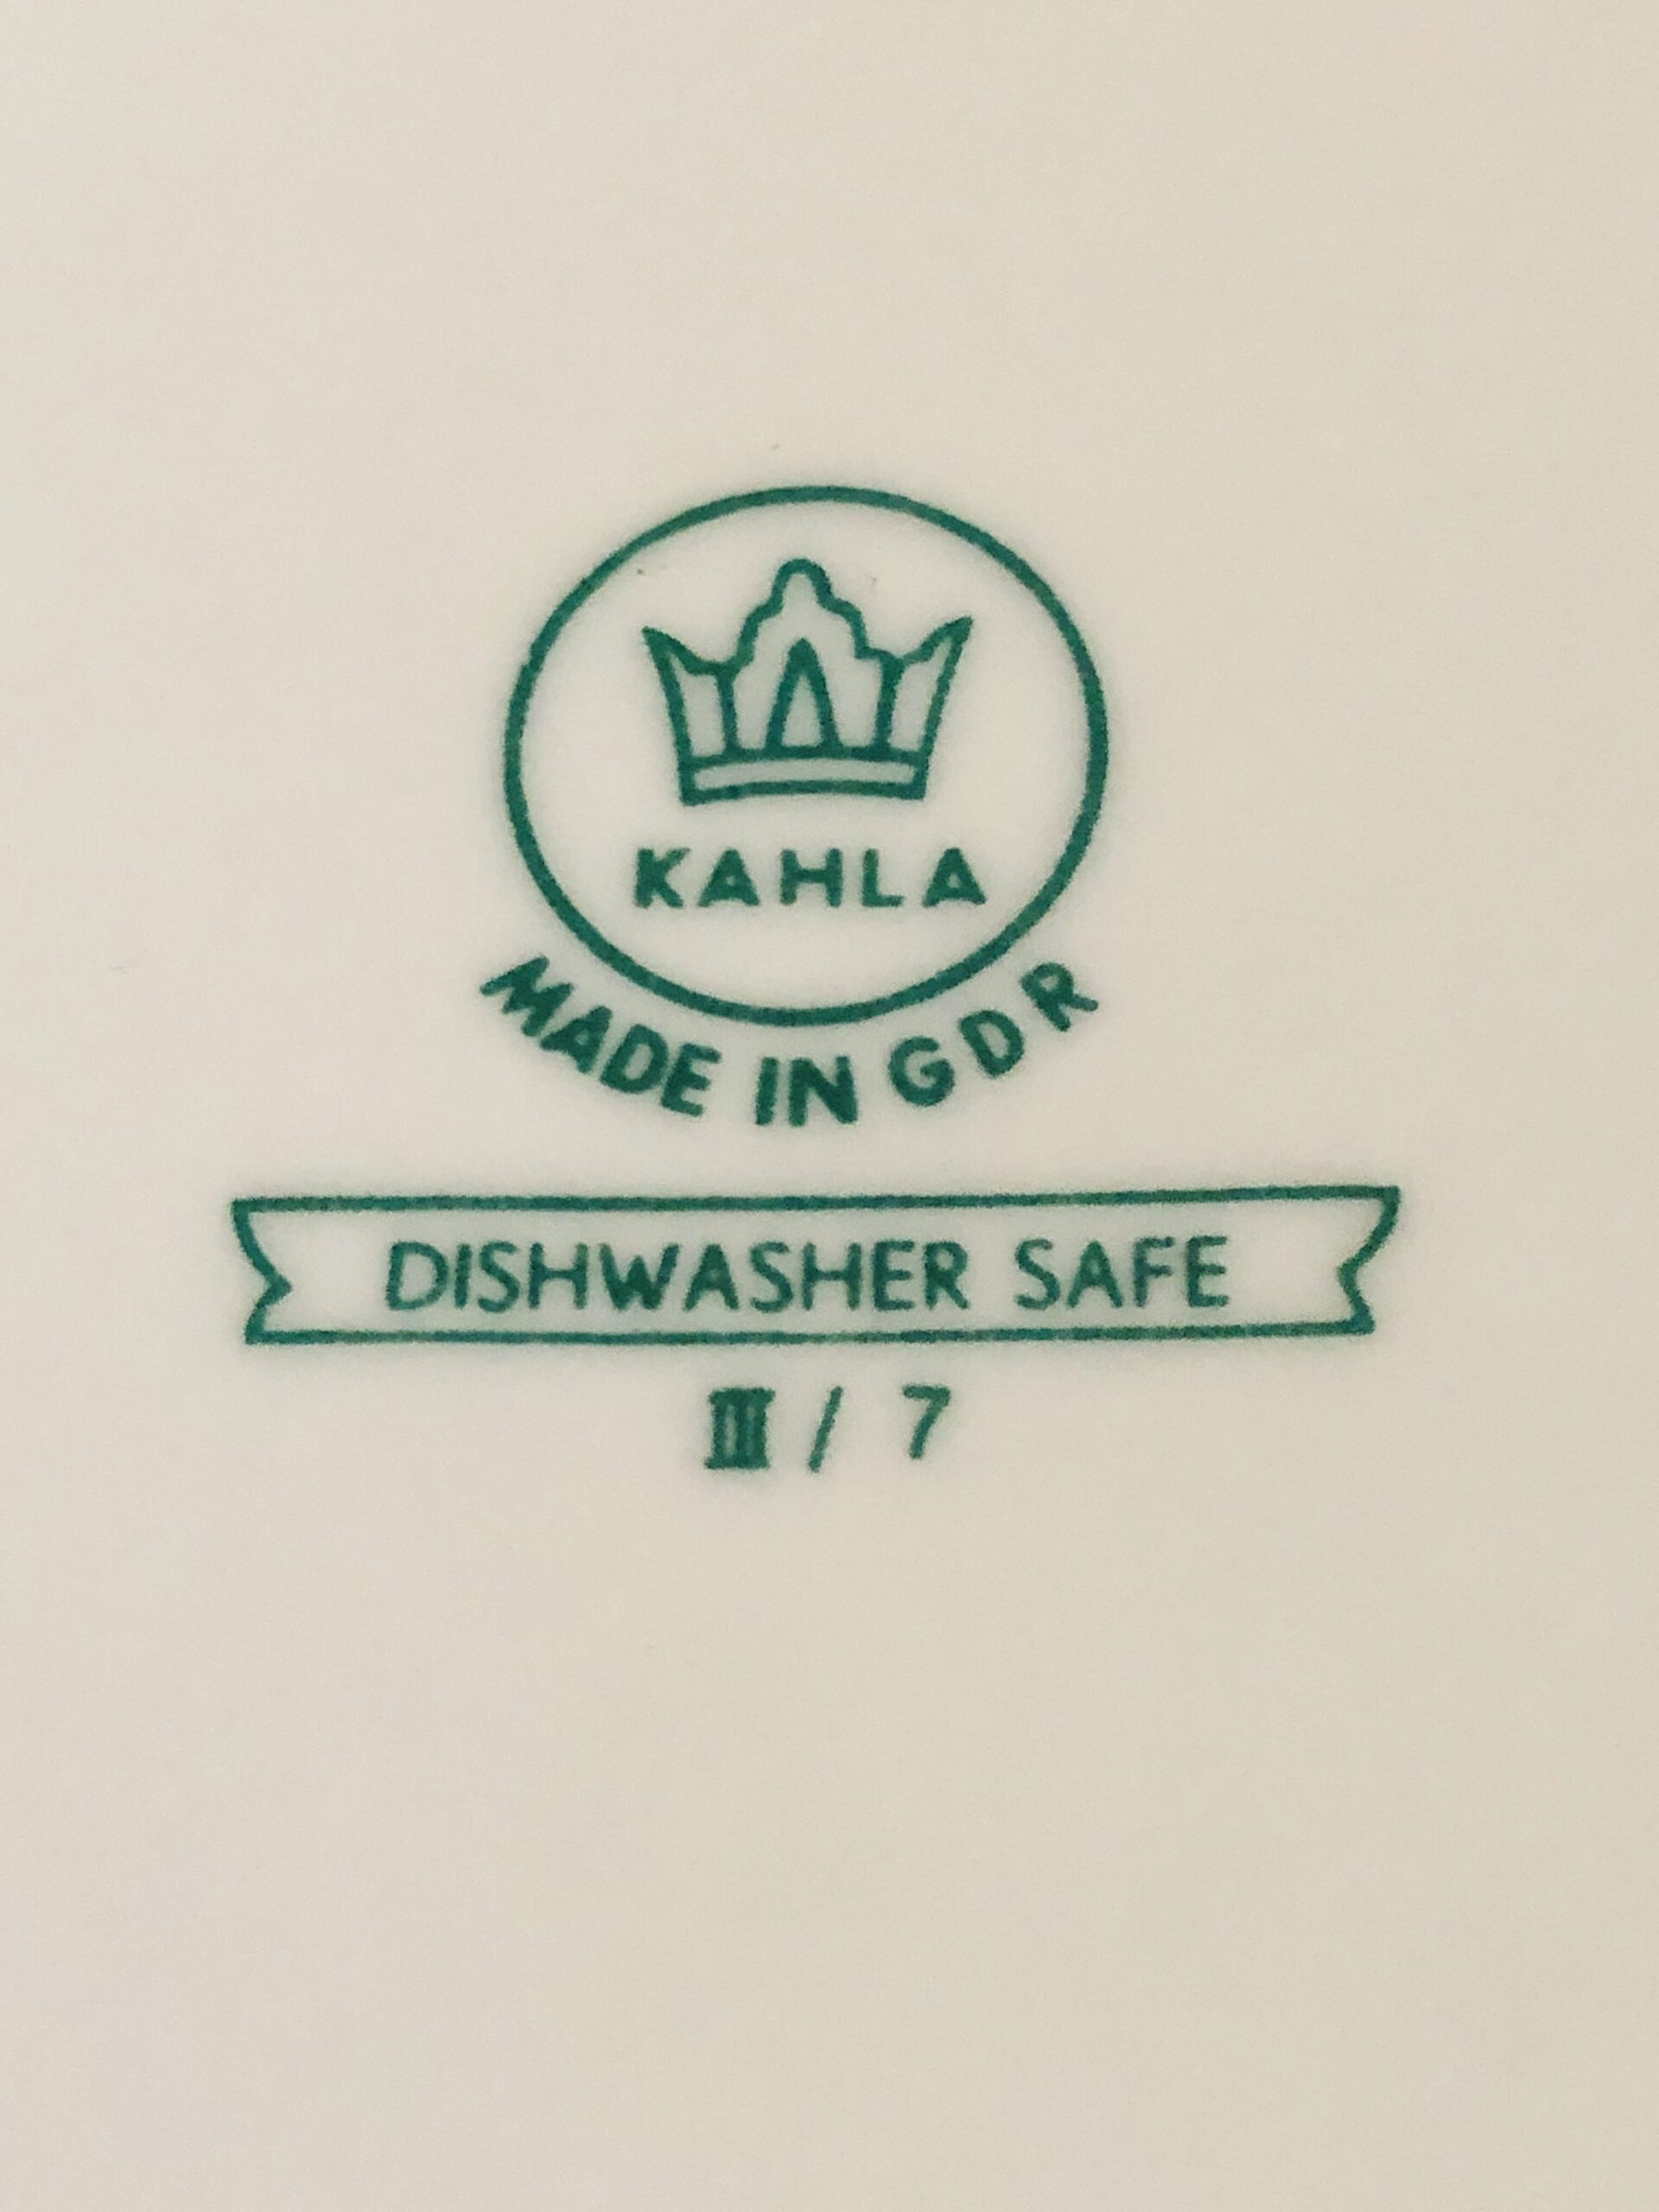 KAHLA
MADE IN GDR
DISHWASHER SAFE
III / 7